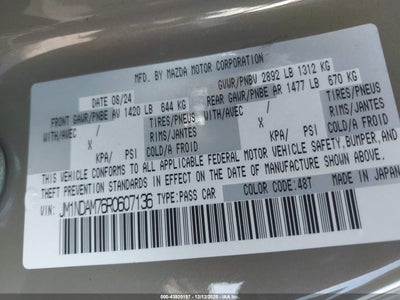 MFD. BY MAZDA MOTOR CORPORATION
DATE 08/24 GVWR/PNBV 2892 LB 1312 KG
FRONT GAWR/PNBE AV 1420 LB 644 KG REAR GAWR/PNBE AR 1477 LB 670 KG
WITH/AVEC / TIRES/PNEUS WITH/AVEC / TIRES/PNEUS
X RIMS/JANTES X RIMS/JANTES
KPA/ PSI COLD/A FROID KPA/ PSI COLD/A FROID
THIS VEHICLE CONFORMS TO ALL APPLICABLE FEDERAL MOTOR VEHICLE SAFETY, BUMPER, AND
THEFT PREVENTION STANDARDS IN EFFECT ON THE DATE OF MANUFACTURE SHOWN ABOVE.
VIN: JM1NDAM76R0607136 TYPE:PASS CAR COLOR CODE:48T MADE IN JAPAN
000-43820197 - 12/12/2025 - IAA Inc.